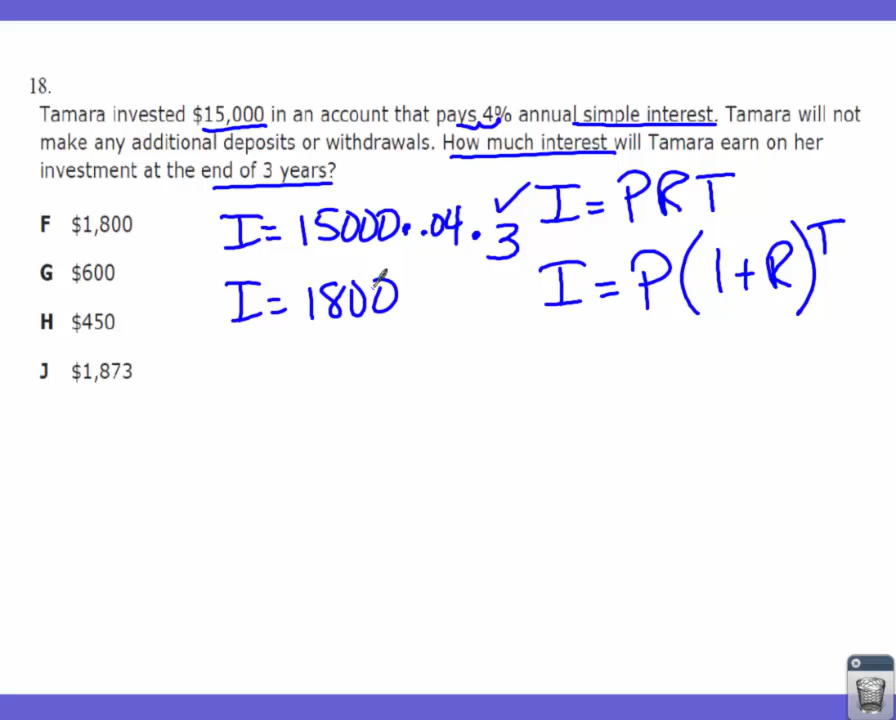 18.
Tamara invested $15,000 in an account that pays 4% annual simple interest. Tamara will not
make any additional deposits or withdrawals. How much interest will Tamara earn on her
investment at the end of 3 years?
F $1,800
I = 15000 . .04 . 3
✓ I = PRT
G $600
I = 1800
I = P(1+R)^T
H $450
J $1,873